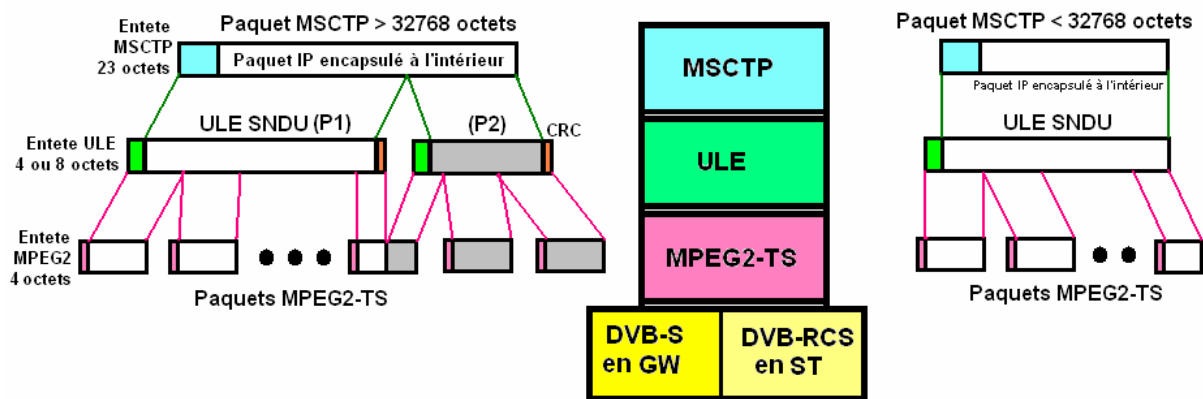 Entete
MSCTP
23 octets
Paquet MSCTP > 32768 octets
Paquet IP encapsulé à l'intérieur
Entete ULE
4 ou 8 octets
ULE SNDU (P1)
(P2)
CRC
Entete
MPEG2
4 octets
Paquets MPEG2-TS
MSCTP
ULE
MPEG2-TS
DVB-S
en GW
DVB-RCS
en ST
Paquet MSCTP < 32768 octets
Paquet IP encapsulé à l'intérieur
ULE SNDU
Paquets MPEG2-TS